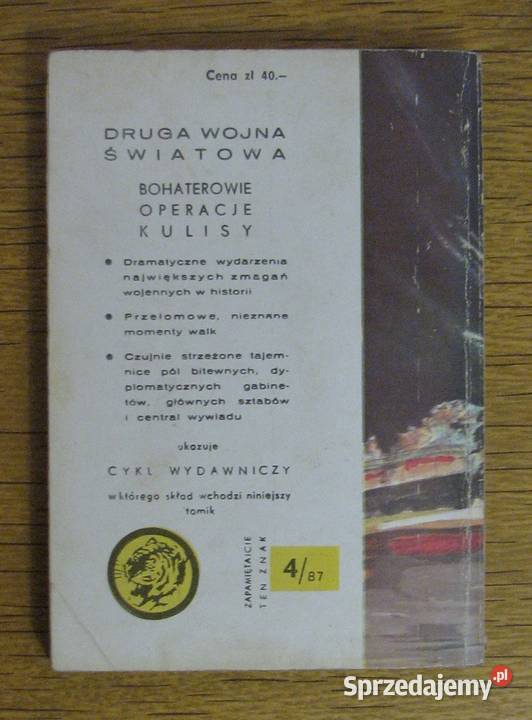 Cena zł 40.–
DRUGA WOJNA
ŚWIATOWA
BOHATEROWIE
OPERACJE
KULISY
● Dramatyczne wydarzenia
największych zmagań
wojennych w historii
● Przełomowe, nieznane
momenty walk
● Czujnie strzeżone tajem-
nice pól bitewnych, dy-
plomatycznych gabine-
tów, głównych sztabów
i central wywiadu
ukazuje
CYKL WYDAWNICZY
w którego skład wchodzi niniejszy
tomik
ZAPAMIĘTAJCIE
TEN ZNAK
4/87
Sprzedajemy.pl